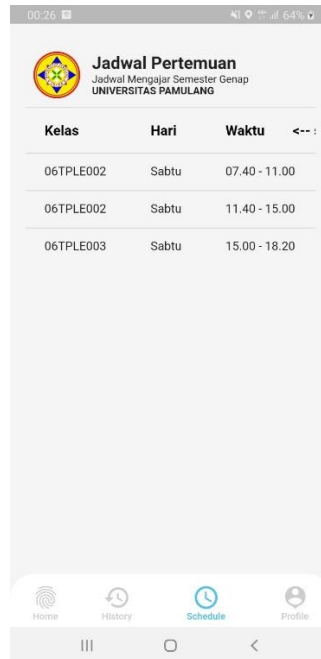 00:26 64%
Jadwal Pertemuan
Jadwal Mengajar Semester Genap
UNIVERSITAS PAMULANG
Kelas Hari Waktu <-- :
06TPLE002 Sabtu 07.40 - 11.00
06TPLE002 Sabtu 11.40 - 15.00
06TPLE003 Sabtu 15.00 - 18.20
Home History Schedule Profile